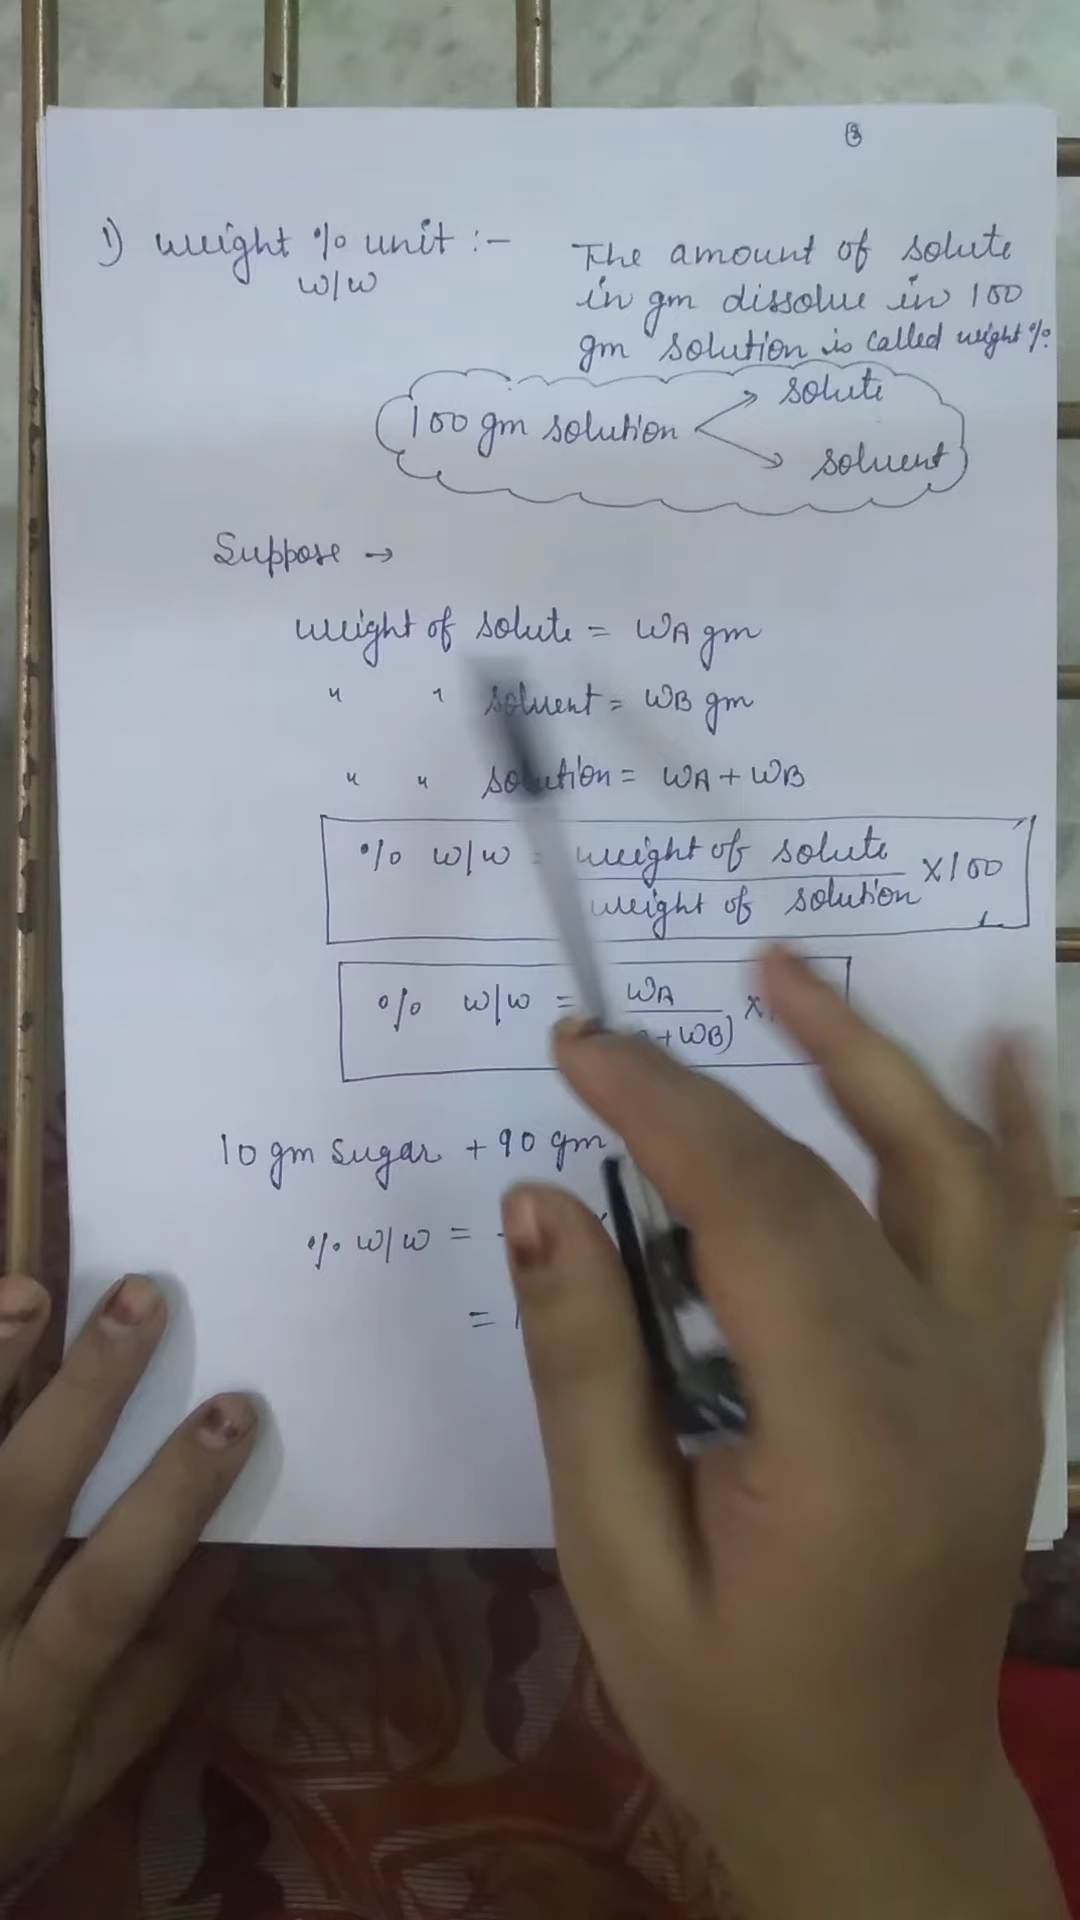 ③
1) weight % unit :-
w/w
The amount of solute
in gm dissolve in 100
gm solution is called weight %.
100 gm solution
solute
solvent
Suppose →
weight of solute = WA gm
" " solvent = WB gm
" " solution = WA + WB
% w/w = weight of solute
weight of solution
×100
% w/w = WA
+WB)
×
10 gm sugar + 90 gm
% w/w =
=